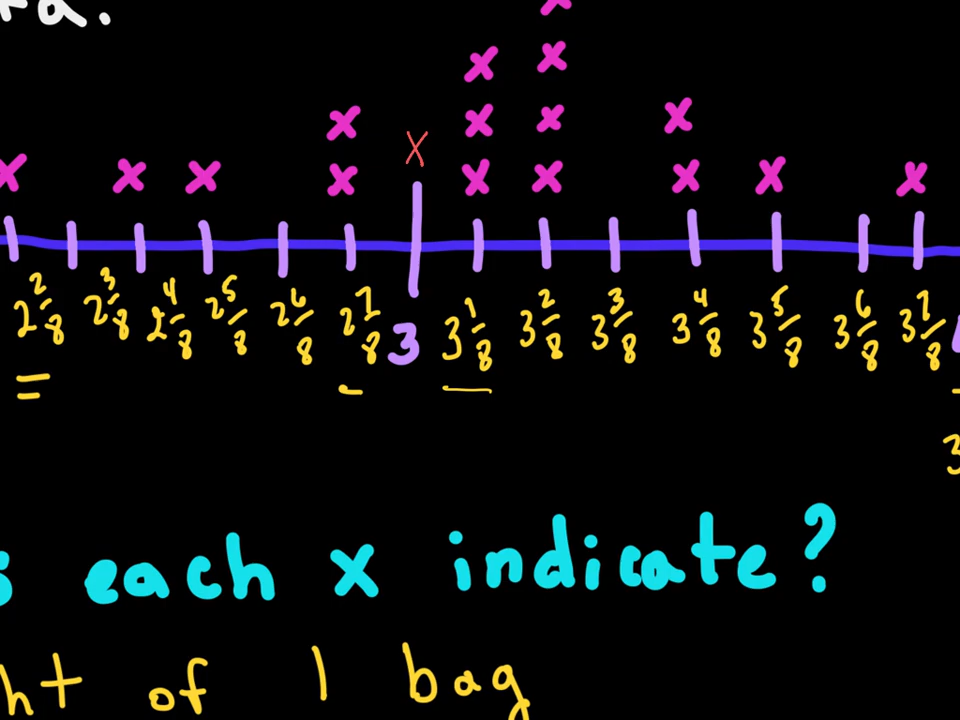 x
x x
x x x x x
x x x x x x x x x
2 2/8 2 3/8 2 4/8 2 5/8 2 6/8 2 7/8 3 3 1/8 3 2/8 3 3/8 3 4/8 3 5/8 3 6/8 3 7/8
3
each x indicate?
of 1 bag